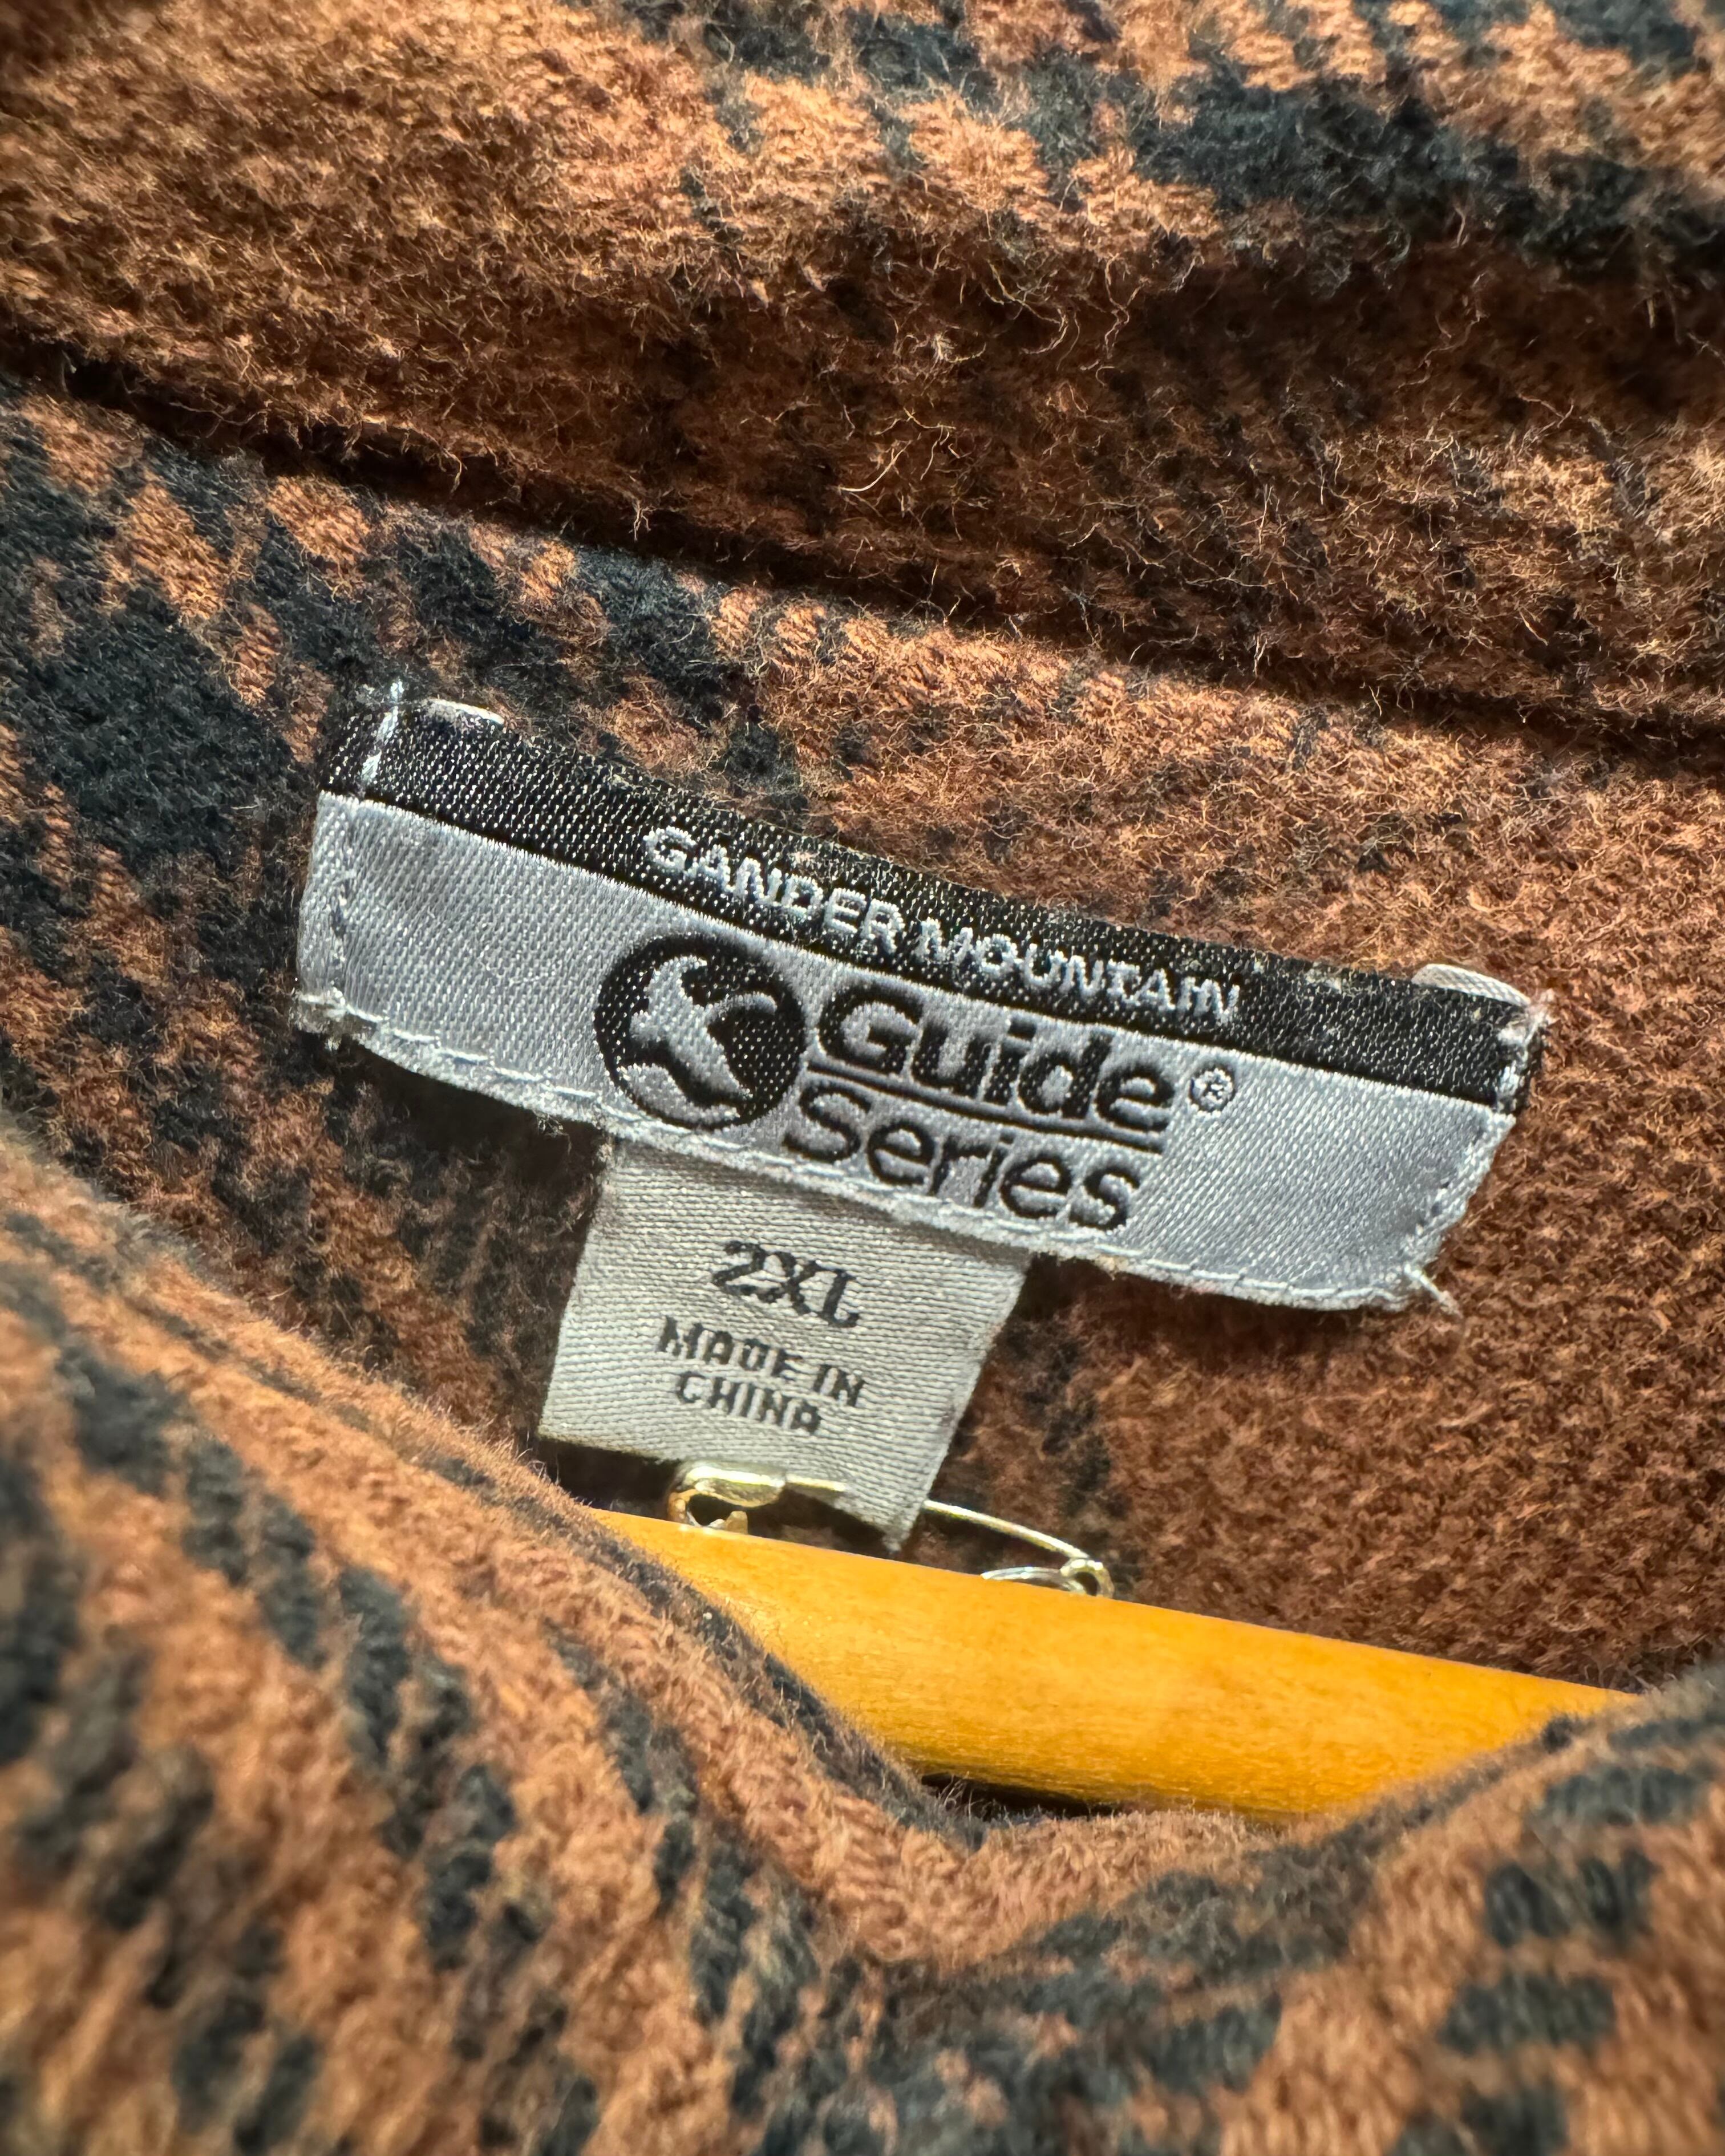 GANDER MOUNTAIN
Guide®
Series
2XL
MADE IN
CHINA